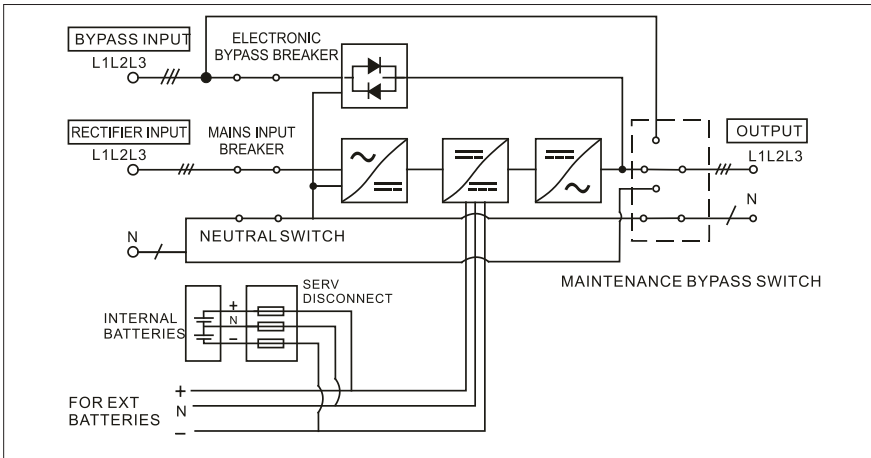 BYPASS INPUT
L1L2L3
ELECTRONIC
BYPASS BREAKER
RECTIFIER INPUT
L1L2L3
MAINS INPUT
BREAKER
OUTPUT
L1L2L3
N
N
NEUTRAL SWITCH
MAINTENANCE BYPASS SWITCH
SERV
DISCONNECT
INTERNAL
BATTERIES
+
N
−
FOR EXT
BATTERIES
+
N
−